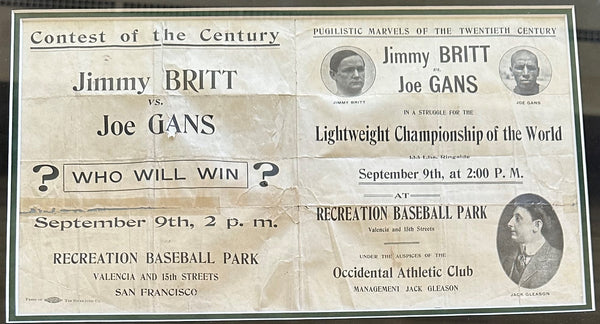 Contest of the Century
Jimmy BRITT
vs.
Joe GANS
? WHO WILL WIN ?
September 9th, 2 p. m.
RECREATION BASEBALL PARK
VALENCIA AND 15th STREETS
SAN FRANCISCO
PUGILISTIC MARVELS OF THE TWENTIETH CENTURY
Jimmy BRITT
vs.
Joe GANS
JIMMY BRITT
JOE GANS
IN A STRUGGLE FOR THE
Lightweight Championship of the World
133 Lbs. Ringside
September 9th, at 2:00 P. M.
AT
RECREATION BASEBALL PARK
Valencia and 15th Streets
UNDER THE AUSPICES OF THE
Occidental Athletic Club
MANAGEMENT JACK GLEASON
JACK GLEASON